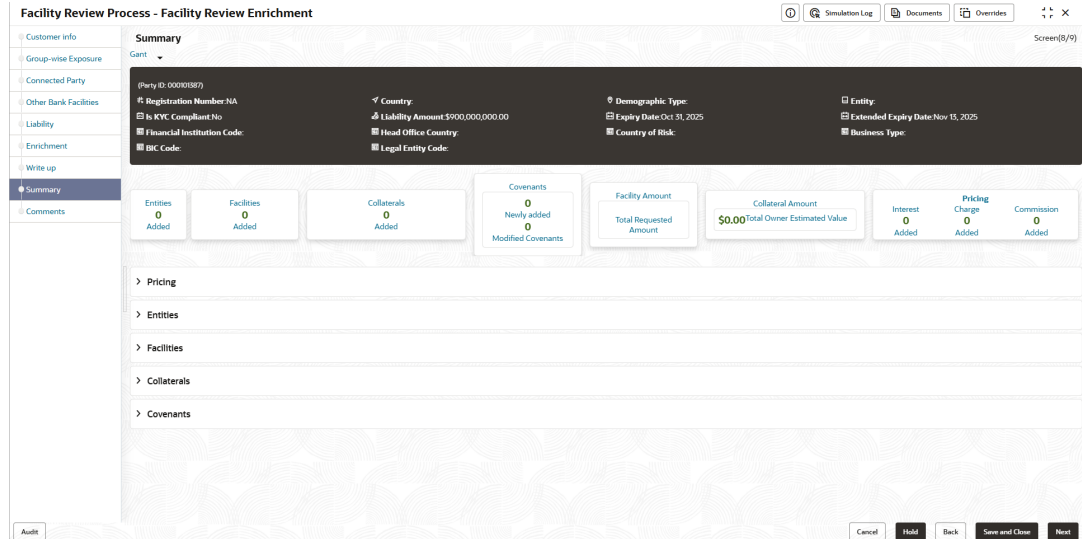 Facility Review Process - Facility Review Enrichment
Simulation Log
Documents
Overrides
Customer info
Group-wise Exposure
Connected Party
Other Bank Facilities
Liability
Enrichment
Write up
Summary
Comments
Summary
Screen(8/9)
Gant
(Party ID: 000101387)
Registration Number:NA
Country:
Demographic Type:
Entity:
Is KYC Compliant:No
Liability Amount:$900,000,000.00
Expiry Date:Oct 31, 2025
Extended Expiry Date:Nov 13, 2025
Financial Institution Code:
Head Office Country:
Country of Risk:
Business Type:
BIC Code:
Legal Entity Code:
Entities
0
Added
Facilities
0
Added
Collaterals
0
Added
Covenants
0
Newly added
0
Modified Covenants
Facility Amount
Total Requested
Amount
Collateral Amount
$0.00 Total Owner Estimated Value
Pricing
Interest
0
Added
Charge
0
Added
Commission
0
Added
Pricing
Entities
Facilities
Collaterals
Covenants
Audit
Cancel
Hold
Back
Save and Close
Next